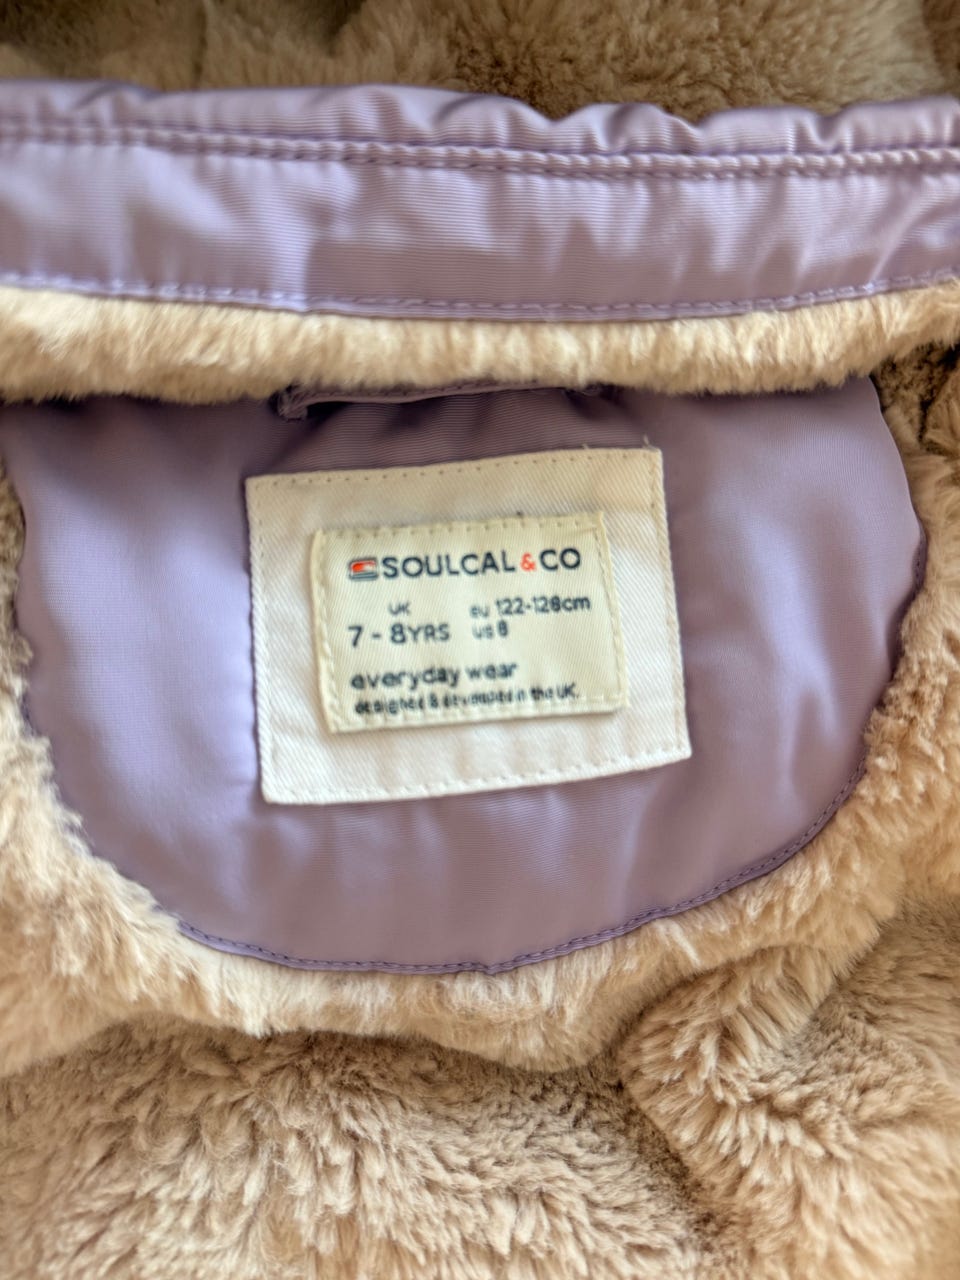 SOULCAL & CO
UK EU 122-128cm
7 - 8YRS US 8
everyday wear
designed & developed in the UK.